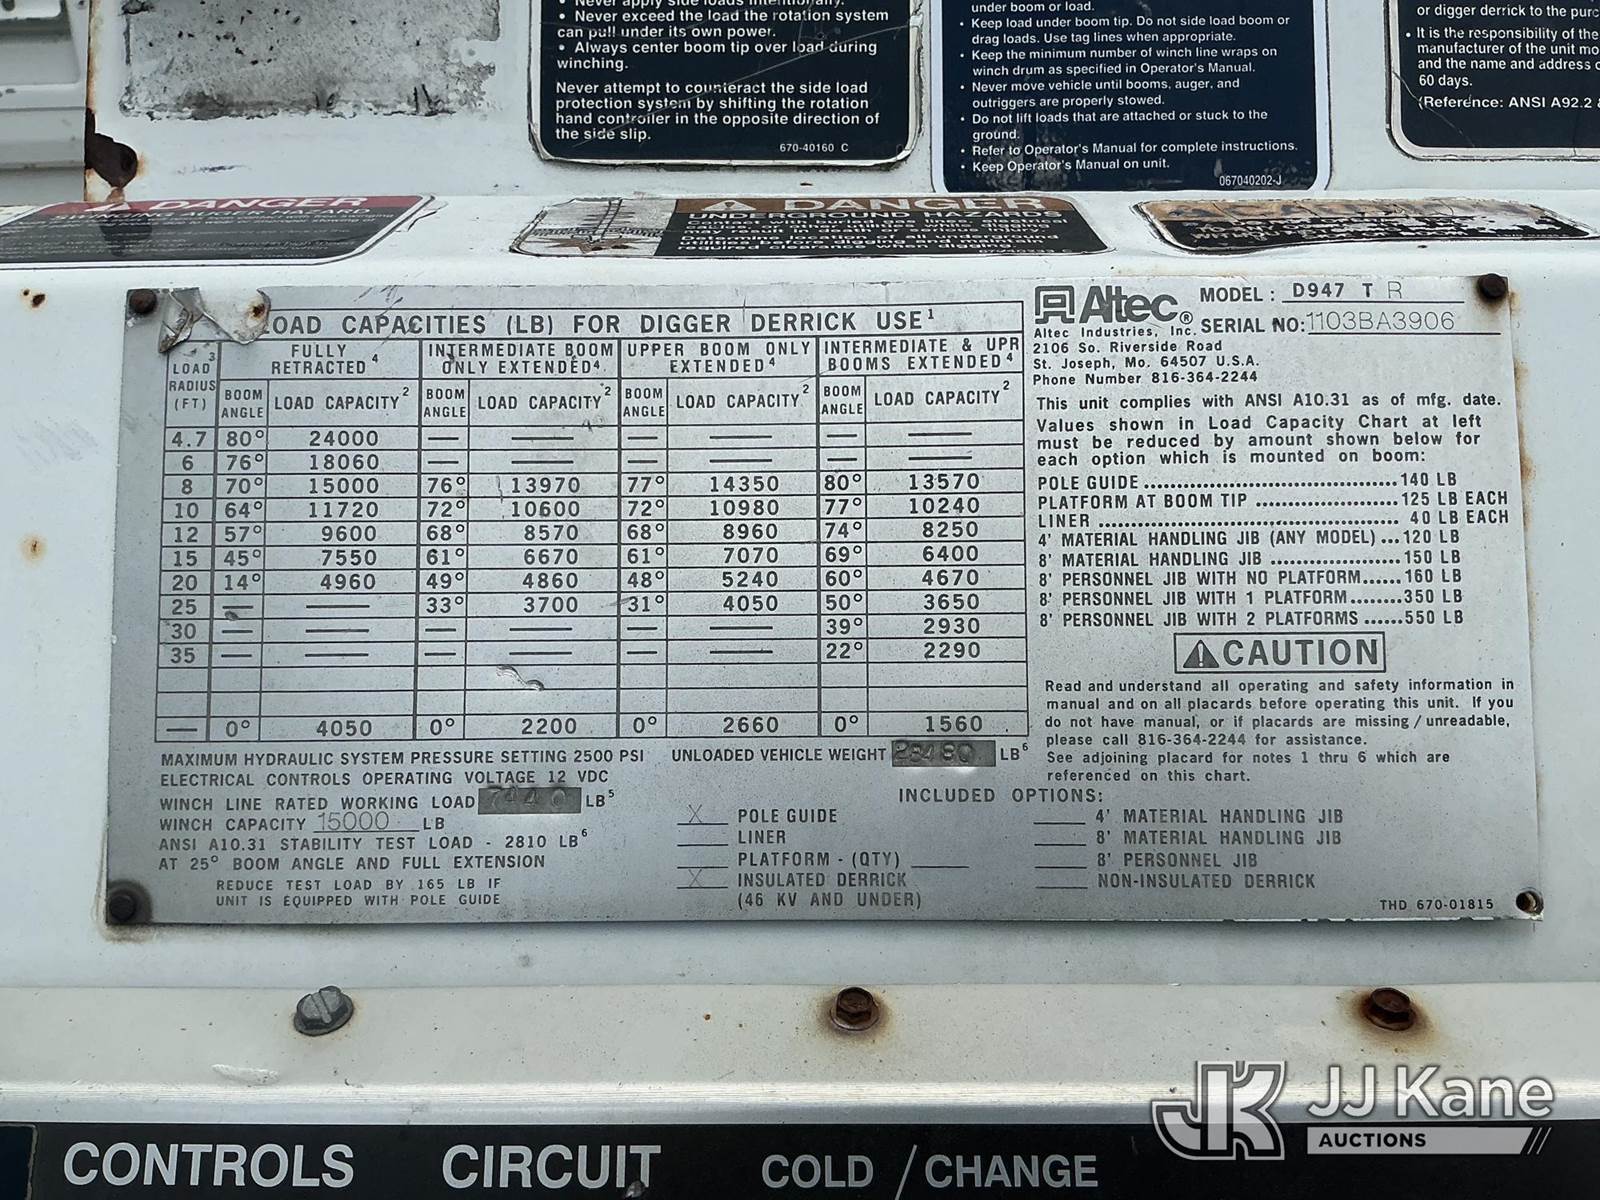 • Never apply side loads intentionally.
• Never exceed the load the rotation system
can pull under its own power.
• Always center boom tip over load during
winching.
Never attempt to counteract the side load
protection system by shifting the rotation
hand controller in the opposite direction of
the side slip.
670-40160 C
under boom or load.
• Keep load under boom tip. Do not side load boom or
drag loads. Use tag lines when appropriate.
• Keep the minimum number of winch line wraps on
winch drum as specified in Operator's Manual.
• Never move vehicle until booms, auger, and
outriggers are properly stowed.
• Do not lift loads that are attached or stuck to the
ground.
• Refer to Operator's Manual for complete instructions.
• Keep Operator's Manual on unit.
067040202-J
or digger derrick to the
• It is the responsibility of the
manufacturer of the unit
and the name and address
60 days.
(Reference: ANSI A92.2
DANGER
AUGER HAZARD
DANGER
UNDERGROUND HAZARDS
LOAD CAPACITIES (LB) FOR DIGGER DERRICK USE1
LOAD RADIUS (FT)3 FULLY RETRACTED4 INTERMEDIATE BOOM ONLY EXTENDED4 UPPER BOOM ONLY EXTENDED4 INTERMEDIATE & UPR BOOMS EXTENDED4
BOOM ANGLE LOAD CAPACITY2 BOOM ANGLE LOAD CAPACITY2 BOOM ANGLE LOAD CAPACITY2 BOOM ANGLE LOAD CAPACITY2
4.7 80° 24000 — — — — — —
6 76° 18060 — — — — — —
8 70° 15000 76° 13970 77° 14350 80° 13570
10 64° 11720 72° 10600 72° 10980 77° 10240
12 57° 9600 68° 8570 68° 8960 74° 8250
15 45° 7550 61° 6670 61° 7070 69° 6400
20 14° 4960 49° 4860 48° 5240 60° 4670
25 — — 33° 3700 31° 4050 50° 3650
30 — — — — — — 39° 2930
35 — — — — — — 22° 2290
— 0° 4050 0° 2200 0° 2660 0° 1560
MAXIMUM HYDRAULIC SYSTEM PRESSURE SETTING 2500 PSI UNLOADED VEHICLE WEIGHT 28480 LB6
ELECTRICAL CONTROLS OPERATING VOLTAGE 12 VDC
WINCH LINE RATED WORKING LOAD 7440 LB5
WINCH CAPACITY 15000 LB
ANSI A10.31 STABILITY TEST LOAD - 2810 LB6
AT 25° BOOM ANGLE AND FULL EXTENSION
REDUCE TEST LOAD BY 165 LB IF
UNIT IS EQUIPPED WITH POLE GUIDE
Altec® MODEL: D947 T R
Altec Industries, Inc. SERIAL NO: 1103BA3906
2106 So. Riverside Road
St. Joseph, Mo. 64507 U.S.A.
Phone Number 816-364-2244
This unit complies with ANSI A10.31 as of mfg. date.
Values shown in Load Capacity Chart at left
must be reduced by amount shown below for
each option which is mounted on boom:
POLE GUIDE ........ 140 LB
PLATFORM AT BOOM TIP ........ 125 LB EACH
LINER ........ 40 LB EACH
4' MATERIAL HANDLING JIB (ANY MODEL) ... 120 LB
8' MATERIAL HANDLING JIB ........ 150 LB
8' PERSONNEL JIB WITH NO PLATFORM...... 160 LB
8' PERSONNEL JIB WITH 1 PLATFORM........ 350 LB
8' PERSONNEL JIB WITH 2 PLATFORMS ...... 550 LB
CAUTION
Read and understand all operating and safety information in
manual and on all placards before operating this unit. If you
do not have manual, or if placards are missing/unreadable,
please call 816-364-2244 for assistance.
See adjoining placard for notes 1 thru 6 which are
referenced on this chart.
INCLUDED OPTIONS:
X POLE GUIDE
LINER
PLATFORM - (QTY) ____
X INSULATED DERRICK
(46 KV AND UNDER)
4' MATERIAL HANDLING JIB
8' MATERIAL HANDLING JIB
8' PERSONNEL JIB
NON-INSULATED DERRICK
THD 670-01815
CONTROLS CIRCUIT COLD / CHANGE
JK JJ Kane
AUCTIONS